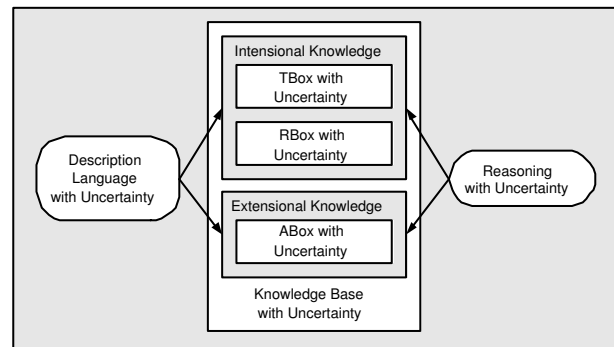 Intensional Knowledge
TBox with
Uncertainty
RBox with
Uncertainty
Description
Language
with Uncertainty
Reasoning
with Uncertainty
Extensional Knowledge
ABox with
Uncertainty
Knowledge Base
with Uncertainty